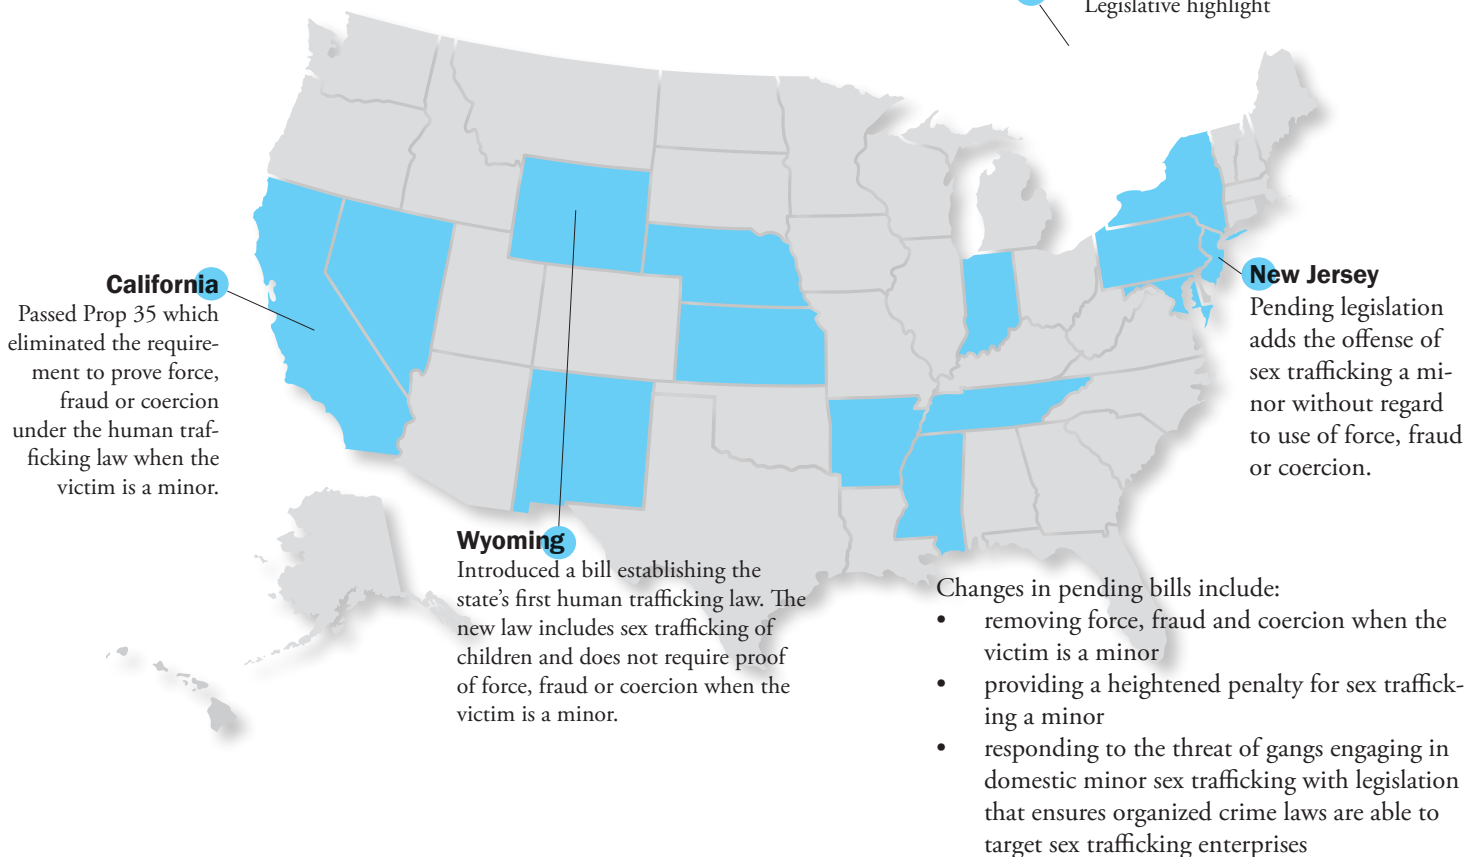 Legislative highlight
California
Passed Prop 35 which
eliminated the require-
ment to prove force,
fraud or coercion
under the human traf-
ficking law when the
victim is a minor.
New Jersey
Pending legislation
adds the offense of
sex trafficking a mi-
nor without regard
to use of force, fraud
or coercion.
Wyoming
Introduced a bill establishing the
state’s first human trafficking law. The
new law includes sex trafficking of
children and does not require proof
of force, fraud or coercion when the
victim is a minor.
Changes in pending bills include:
• removing force, fraud and coercion when the
victim is a minor
• providing a heightened penalty for sex traffick-
ing a minor
• responding to the threat of gangs engaging in
domestic minor sex trafficking with legislation
that ensures organized crime laws are able to
target sex trafficking enterprises